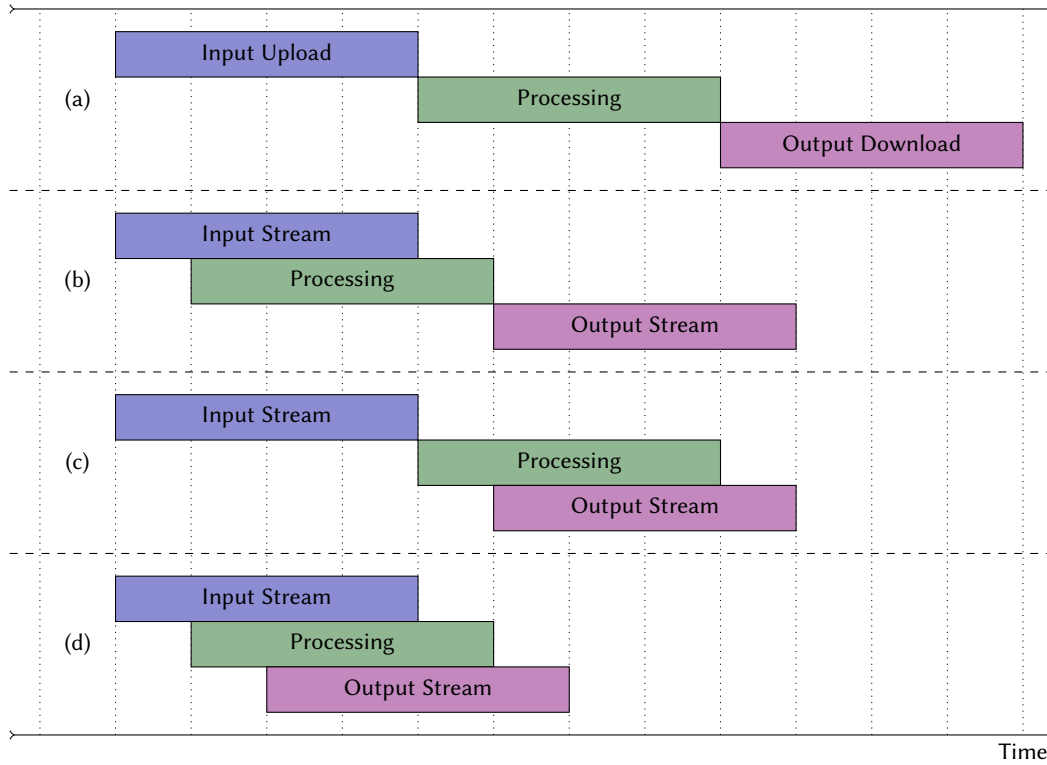 Input Upload
(a)
Processing
Output Download
Input Stream
(b)
Processing
Output Stream
Input Stream
(c)
Processing
Output Stream
Input Stream
(d)
Processing
Output Stream
Time